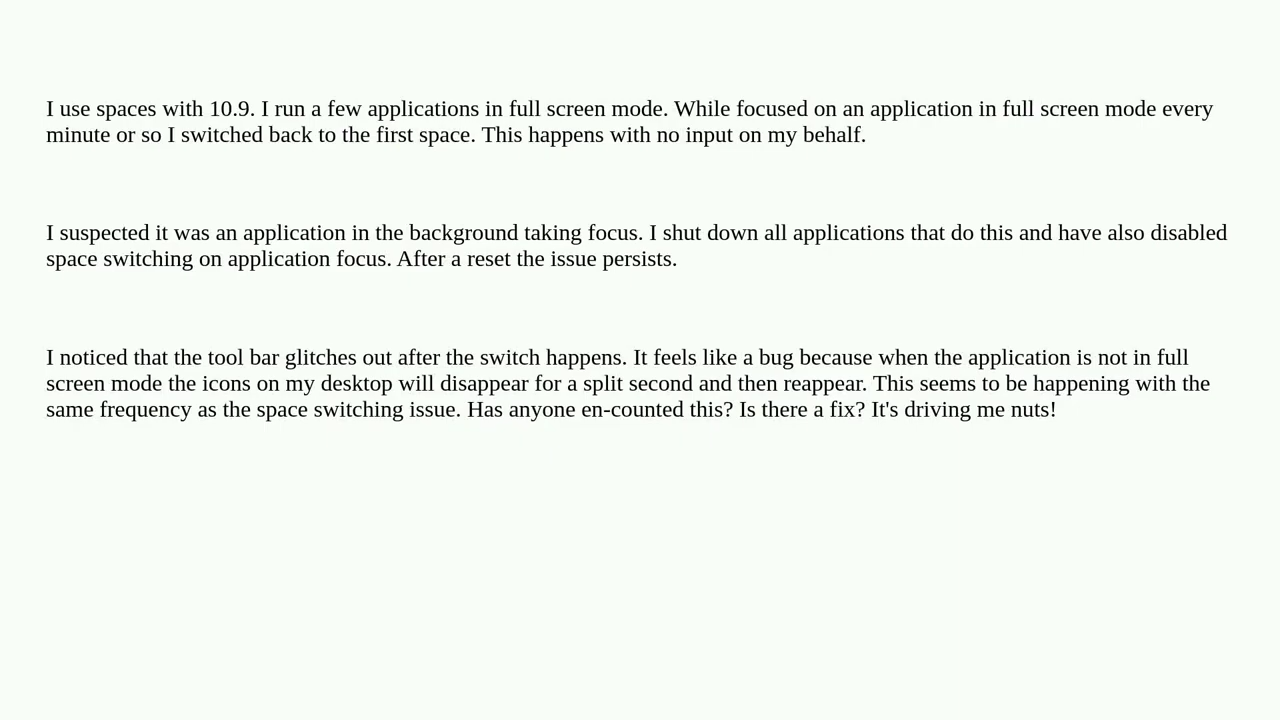 I use spaces with 10.9. I run a few applications in full screen mode. While focused on an application in full screen mode every
minute or so I switched back to the first space. This happens with no input on my behalf.
I suspected it was an application in the background taking focus. I shut down all applications that do this and have also disabled
space switching on application focus. After a reset the issue persists.
I noticed that the tool bar glitches out after the switch happens. It feels like a bug because when the application is not in full
screen mode the icons on my desktop will disappear for a split second and then reappear. This seems to be happening with the
same frequency as the space switching issue. Has anyone en-counted this? Is there a fix? It's driving me nuts!